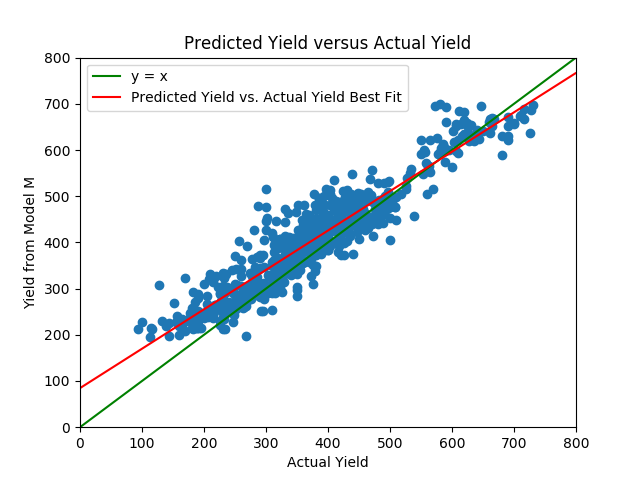 Predicted Yield versus Actual Yield
y = x
Predicted Yield vs. Actual Yield Best Fit
800
700
600
500
400
300
200
100
0
Yield from Model M
0 100 200 300 400 500 600 700 800
Actual Yield